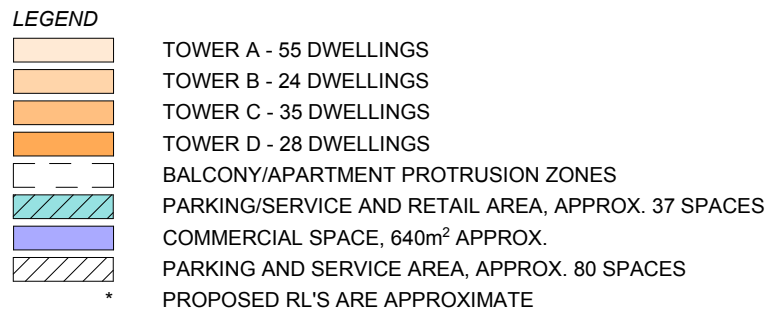 LEGEND
TOWER A - 55 DWELLINGS
TOWER B - 24 DWELLINGS
TOWER C - 35 DWELLINGS
TOWER D - 28 DWELLINGS
BALCONY/APARTMENT PROTRUSION ZONES
PARKING/SERVICE AND RETAIL AREA, APPROX. 37 SPACES
COMMERCIAL SPACE, 640m² APPROX.
PARKING AND SERVICE AREA, APPROX. 80 SPACES
* PROPOSED RL'S ARE APPROXIMATE